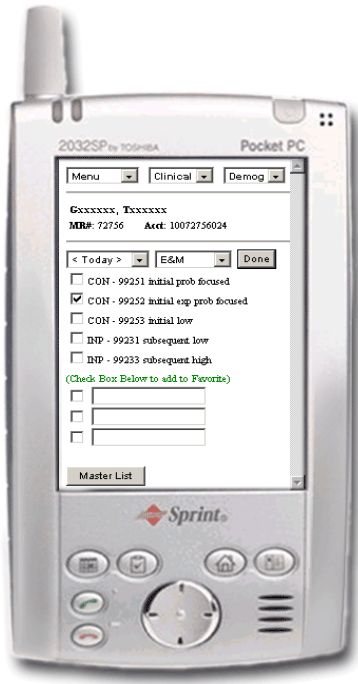 2032SP by TOSHIBA Pocket PC
Menu Clinical Demog
Gxxxxxx, Txxxxxx
MR#: 72756 Acct: 10072756024
< Today > E&M Done
CON - 99251 initial prob focused
CON - 99252 initial exp prob focused
CON - 99253 initial low
INP - 99231 subsequent low
INP - 99233 subsequent high
(Check Box Below to add to Favorite)
Master List
Sprint